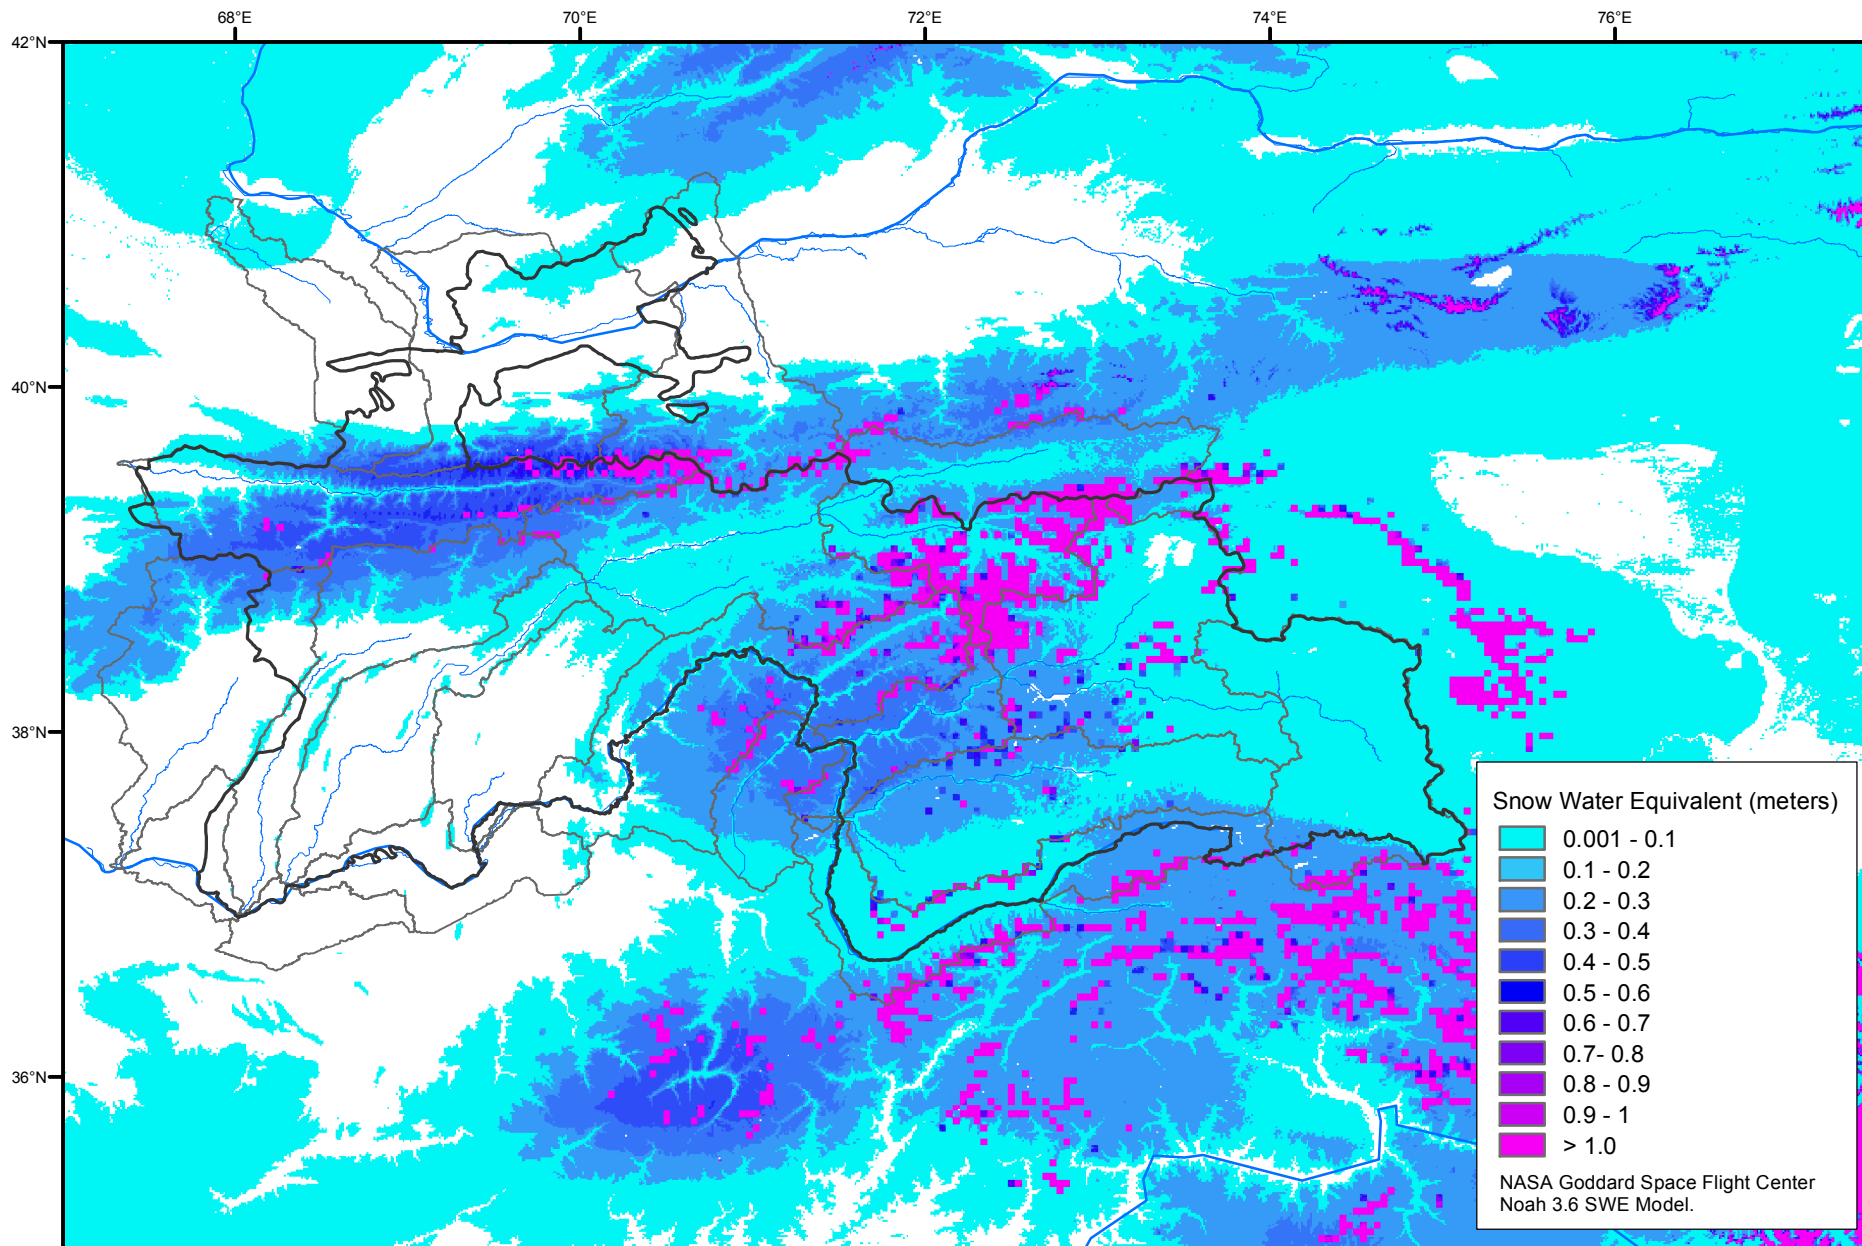 68°E
70°E
72°E
74°E
76°E
42°N
40°N
38°N
36°N
Snow Water Equivalent (meters)
0.001 - 0.1
0.1 - 0.2
0.2 - 0.3
0.3 - 0.4
0.4 - 0.5
0.5 - 0.6
0.6 - 0.7
0.7- 0.8
0.8 - 0.9
0.9 - 1
> 1.0
NASA Goddard Space Flight Center
Noah 3.6 SWE Model.